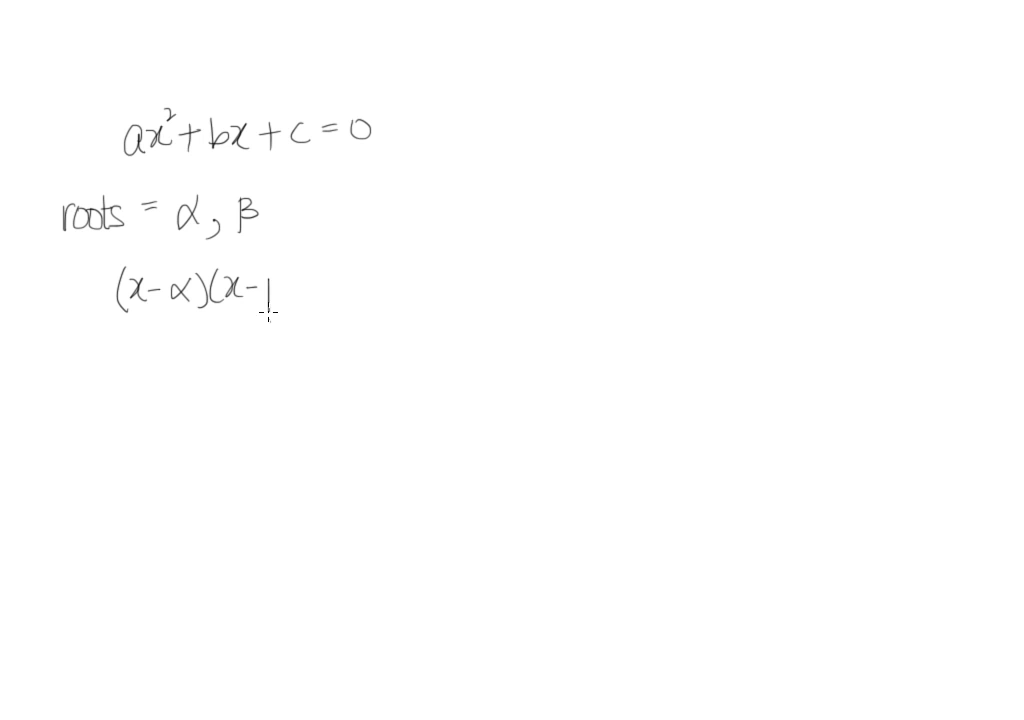 ax²+bx+c=0
roots = α, β
(x-α)(x-